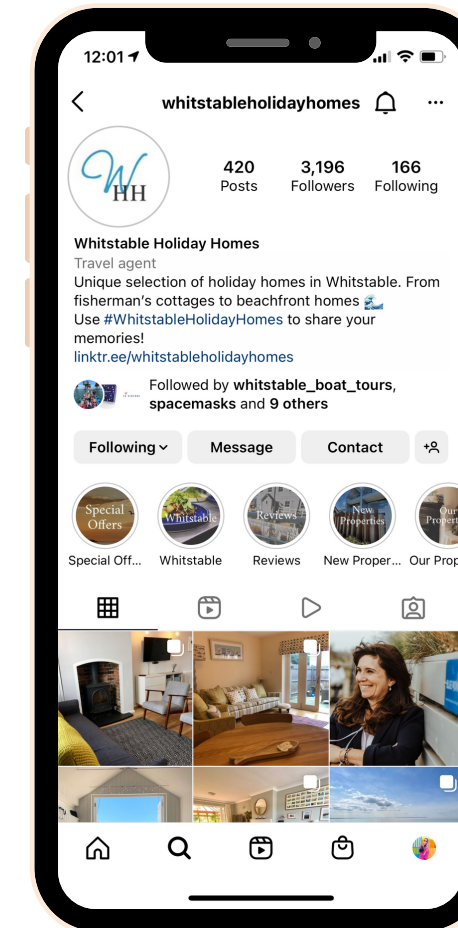 12:01
whitstableholidayhomes
WHH
420
Posts
3,196
Followers
166
Following
Whitstable Holiday Homes
Travel agent
Unique selection of holiday homes in Whitstable. From
fisherman's cottages to beachfront homes 🌊
Use #WhitstableHolidayHomes to share your
memories!
linktr.ee/whitstableholidayhomes
Followed by whitstable_boat_tours,
spacemasks and 9 others
Following
Message
Contact
Special
Offers
Whitstable
Reviews
New
Properties
Our
Propert
Special Off...
Whitstable
Reviews
New Proper...
Our Prop